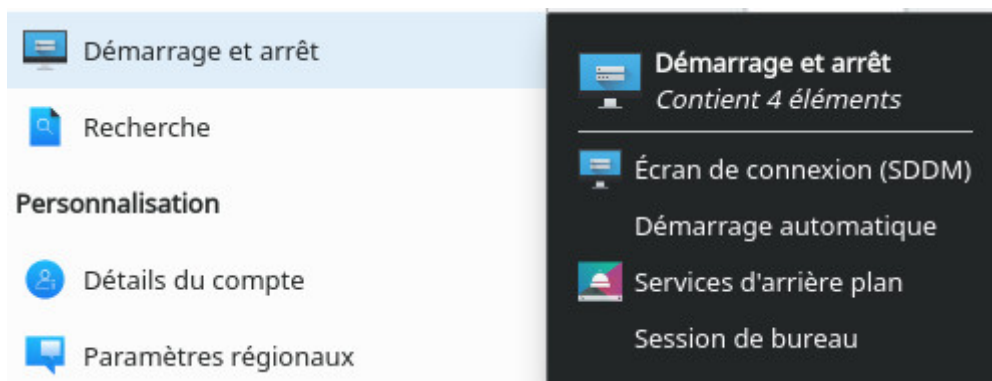 Démarrage et arrêt
Recherche
Personnalisation
Détails du compte
Paramètres régionaux
Démarrage et arrêt
Contient 4 éléments
Écran de connexion (SDDM)
Démarrage automatique
Services d'arrière plan
Session de bureau